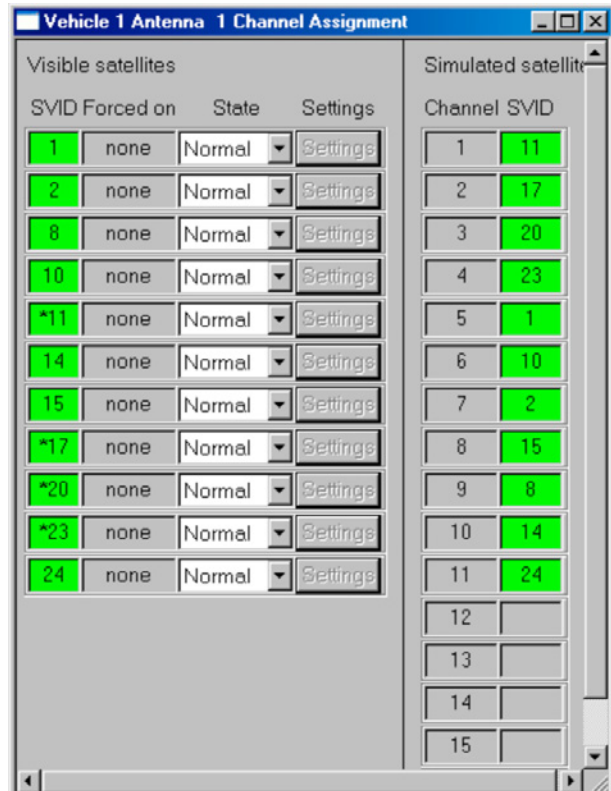 Vehicle 1 Antenna 1 Channel Assignment
Visible satellites
SVID Forced on State Settings
1 none Normal Settings
2 none Normal Settings
8 none Normal Settings
10 none Normal Settings
*11 none Normal Settings
14 none Normal Settings
15 none Normal Settings
*17 none Normal Settings
*20 none Normal Settings
*23 none Normal Settings
24 none Normal Settings
Simulated satellite
Channel SVID
1 11
2 17
3 20
4 23
5 1
6 10
7 2
8 15
9 8
10 14
11 24
12
13
14
15